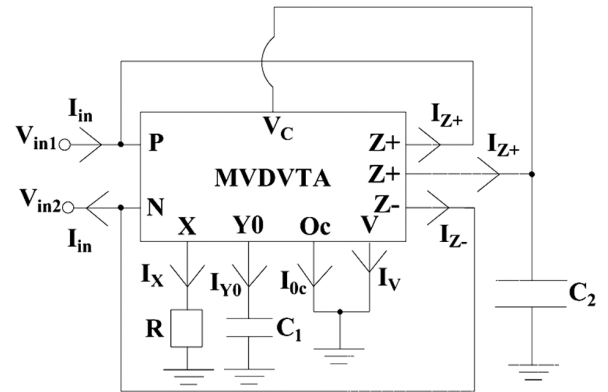 I_in
V_in1
P
V_C
Z+
I_Z+
MVDVTA
Z+
I_Z+
V_in2
N
Z-
I_in
X
Y0
Oc
V
I_Z-
I_X
I_Y0
I_0c
I_V
R
C_1
C_2